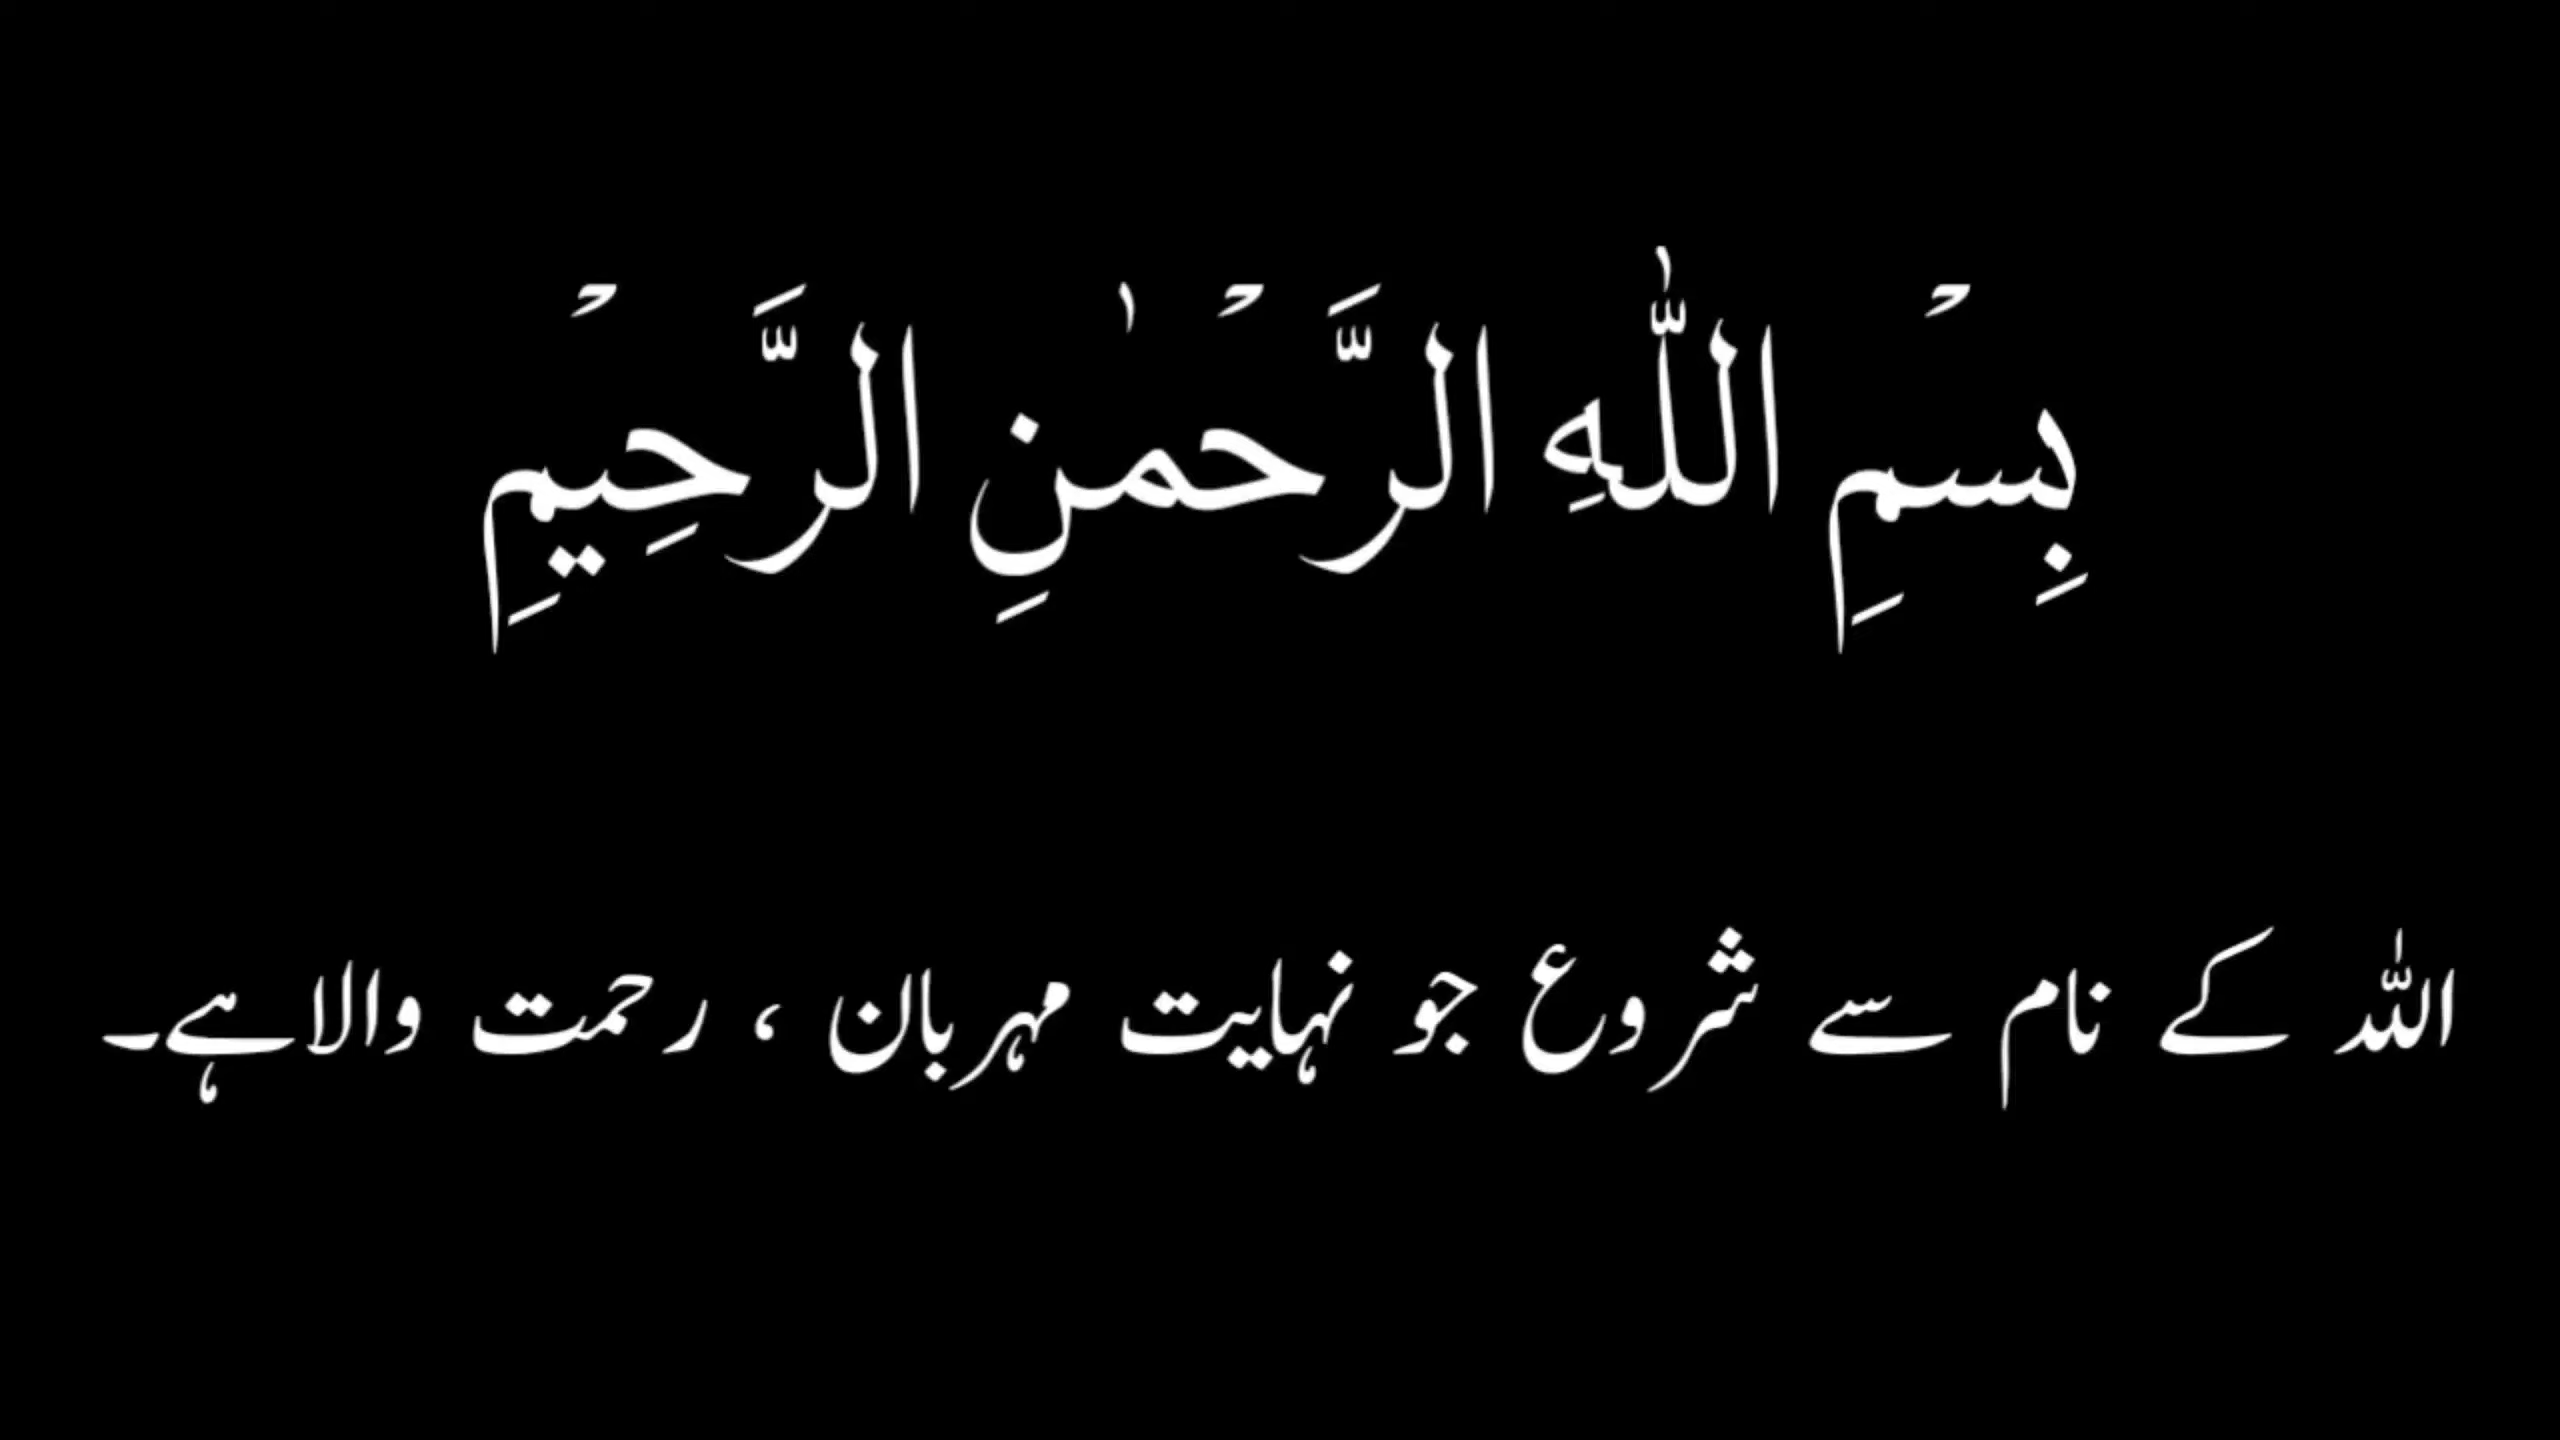 بِسْمِ اللّٰهِ الرَّحْمٰنِ الرَّحِيْمِ
اللہ کے نام سے شروع جو نہایت مہربان ، رحمت والا ہے۔